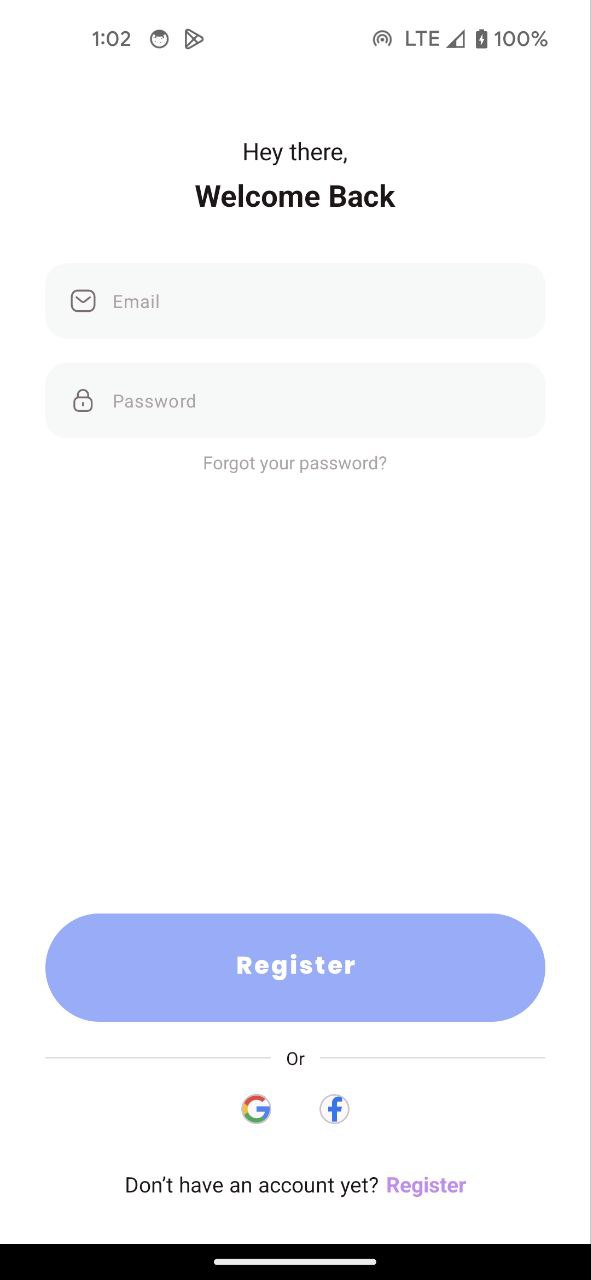 1:02 LTE 100%
Hey there,
Welcome Back
Email
Password
Forgot your password?
Register
Or
Don’t have an account yet? Register